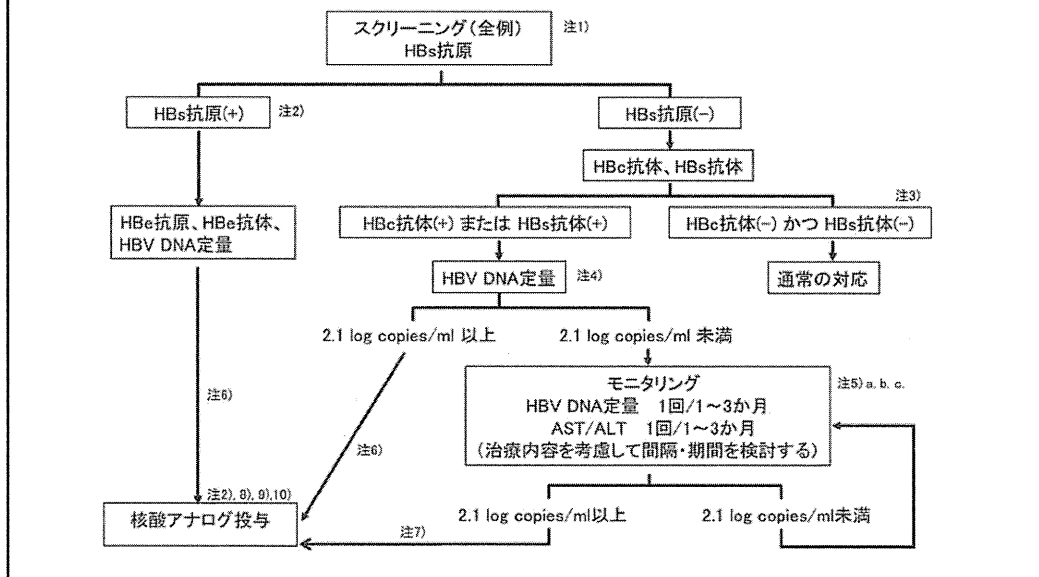 スクリーニング(全例)
HBs抗原
注1)
HBs抗原(+)
注2)
HBs抗原(−)
HBc抗体、HBs抗体
注3)
HBe抗原、HBe抗体、
HBV DNA定量
HBc抗体(+) または HBs抗体(+)
HBc抗体(−) かつ HBs抗体(−)
HBV DNA定量
注4)
通常の対応
2.1 log copies/ml 以上
2.1 log copies/ml 未満
モニタリング
HBV DNA定量 1回/1～3か月
AST/ALT 1回/1～3か月
(治療内容を考慮して間隔・期間を検討する)
注5) a. b. c.
注6)
注6)
注2), 8), 9),10)
核酸アナログ投与
注7)
2.1 log copies/ml以上
2.1 log copies/ml未満